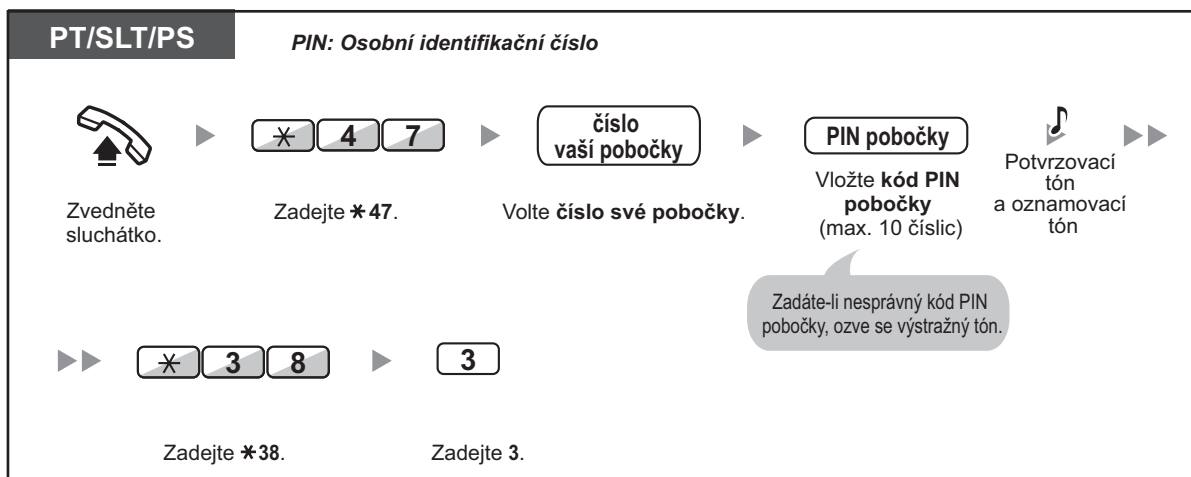 PT/SLT/PS
PIN: Osobní identifikační číslo
* 4 7
číslo
vaší pobočky
PIN pobočky
Zvedněte
sluchátko.
Zadejte *47.
Volte číslo své pobočky.
Vložte kód PIN
pobočky
(max. 10 číslic)
Potvrzovací
tón
a oznamovací
tón
Zadáte-li nesprávný kód PIN
pobočky, ozve se výstražný tón.
* 3 8
3
Zadejte *38.
Zadejte 3.